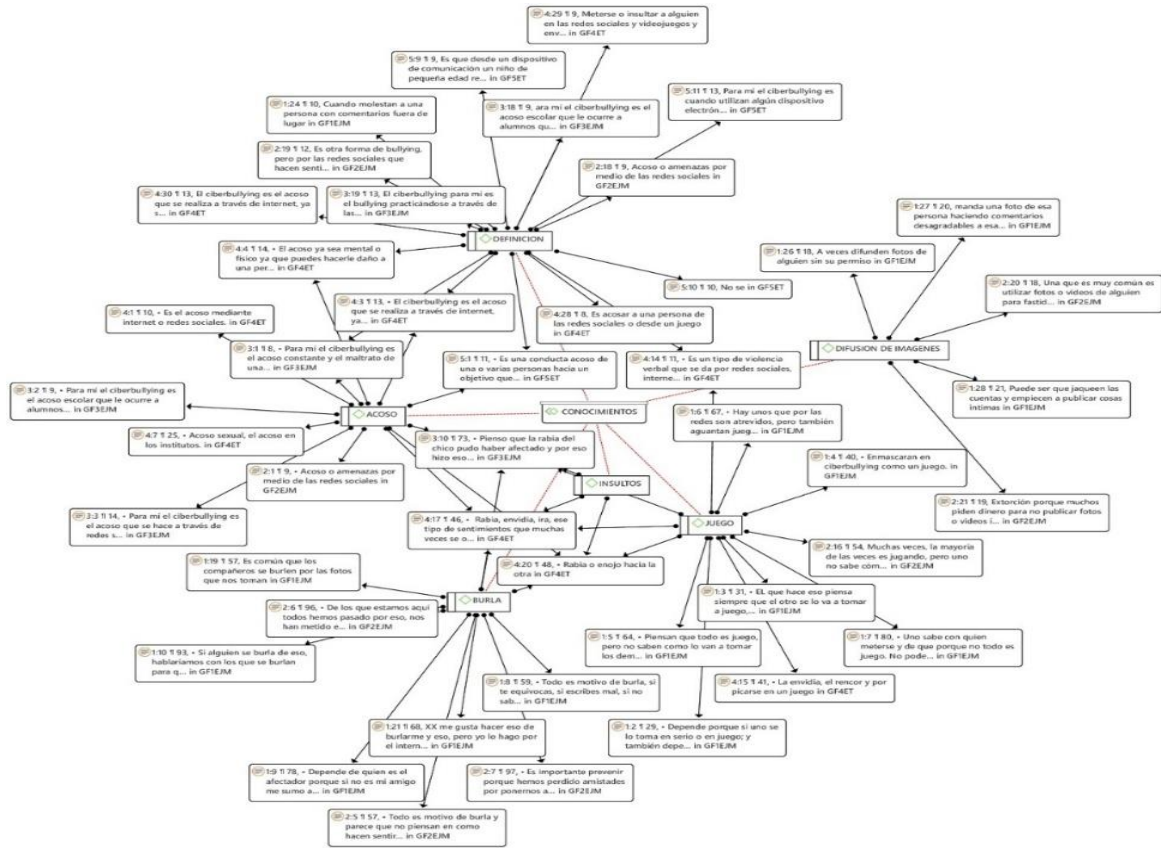 4:29 ¶ 9, Meterse o insultar a alguien
en las redes sociales y videojuegos y
env... in GF4ET
5:9 ¶ 9, Es que desde un dispositivo
de comunicación un niño de
pequeña edad re... in GF5ET
5:11 ¶ 13, Para mi el ciberbullying es
cuando utilizan algún dispositivo
electrón... in GF5ET
1:24 ¶ 10, Cuando molestan a una
persona con comentarios fuera de
lugar in GF1EJM
3:18 ¶ 9, ara mi el ciberbullying es el
acoso escolar que le ocurre a
alumnos qu... in GF3EJM
2:19 ¶ 12, Es otra forma de bullying,
pero por las redes sociales que
hacen senti... in GF2EJM
2:18 ¶ 9, Acoso o amenazas por
medio de las redes sociales in
GF2EJM
4:30 ¶ 13, El ciberbullying es el acoso
que se realiza a través de internet, ya
s... in GF4ET
3:19 ¶ 13, El ciberbullying para mi es
el bullying practicándose a través de
las... in GF3EJM
1:27 ¶ 20, manda una foto de esa
persona haciendo comentarios
desagradables a esa... in GF1EJM
DEFINICION
4:4 ¶ 14, • El acoso ya sea mental o
físico ya que puedes hacerle daño a
una per... in GF4ET
1:26 ¶ 18, A veces difunden fotos de
alguien sin su permiso in GF1EJM
5:10 ¶ 10, No se in GF5ET
2:20 ¶ 18, Una que es muy común es
utilizar fotos o videos de alguien
para fastid... in GF2EJM
4:3 ¶ 13, • El ciberbullying es el acoso
que se realiza a través de internet,
ya... in GF4ET
4:1 ¶ 10, • Es el acoso mediante
internet o redes sociales. in GF4ET
4:28 ¶ 8, Es acosar a una persona de
las redes sociales o desde un juego
in GF4ET
DIFUSION DE IMAGENES
3:1 ¶ 8, • Para mi el ciberbullying es
el acoso constante y el maltrato de
una... in GF3EJM
5:1 ¶ 11, • Es una conducta acoso de
una o varias personas hacia un
objetivo que... in GF5ET
4:14 ¶ 11, • Es un tipo de violencia
verbal que se da por redes sociales,
interne... in GF4ET
3:2 ¶ 9, • Para mi el ciberbullying es
el acoso escolar que le ocurre a
alumnos... in GF3EJM
1:28 ¶ 21, Puede ser que jaqueen las
cuentas y empiecen a publicar cosas
intimas in GF1EJM
ACOSO
CONOCIMIENTOS
1:6 ¶ 67, • Hay unos que por las
redes son atrevidos, pero también
aguantan jueg... in GF1EJM
4:7 ¶ 25, • Acoso sexual, el acoso en
los institutos. in GF4ET
3:10 ¶ 73, • Pienso que la rabia del
chico pudo haber afectado y por eso
hizo eso... in GF3EJM
1:4 ¶ 40, • Enmascaran en
ciberbullying como un juego. in
GF1EJM
2:1 ¶ 9, • Acoso o amenazas por
medio de las redes sociales in
GF2EJM
INSULTOS
2:21 ¶ 19, Extorción porque muchos
piden dinero para no publicar fotos
o videos i... in GF2EJM
3:3 ¶ 14, • Para mi el ciberbullying
es el acoso que se hace a través de
redes s... in GF3EJM
4:17 ¶ 46, • Rabia, envidia, ira, ese
tipo de sentimientos que muchas
veces se o... in GF4ET
JUEGO
2:16 ¶ 54, Muchas veces, la mayoría
de las veces es jugando, pero uno
no sabe cóm... in GF2EJM
1:19 ¶ 57, Es común que los
compañeros se burlen por las fotos
que nos toman in GF1EJM
4:20 ¶ 48, • Rabia o enojo hacia la
otra in GF4ET
BURLA
1:3 ¶ 31, • EL que hace eso piensa
siempre que el otro se lo va a tomar
a juego,... in GF1EJM
2:6 ¶ 96, • De los que estamos aquí
todos hemos pasado por eso, nos
han metido e... in GF2EJM
1:5 ¶ 64, • Piensan que todo es juego,
pero no saben como lo van a tomar
los dem... in GF1EJM
1:7 ¶ 80, • Uno sabe con quien
meterse y de que porque no todo es
juego. No pode... in GF1EJM
1:10 ¶ 93, • Si alguien se burla de eso,
hablaríamos con los que se burlan
para q... in GF1EJM
1:8 ¶ 59, • Todo es motivo de burla, si
te equivocas, si escribes mal, si no
sab... in GF1EJM
4:15 ¶ 41, • La envidia, el rencor y por
picarse en un juego in GF4ET
1:21 ¶ 68, XX me gusta hacer eso de
burlarme y eso, pero yo lo hago por
el intern... in GF1EJM
1:2 ¶ 29, • Depende porque si uno se
lo toma en serio o en juego; y
también depe... in GF1EJM
1:9 ¶ 78, • Depende de quien es el
afectador porque si no es mi amigo
me sumo a... in GF1EJM
2:7 ¶ 97, • Es importante prevenir
porque hemos perdido amistades
por ponernos a... in GF2EJM
2:5 ¶ 57, • Todo es motivo de burla y
parece que no piensan en como
hacen sentir... in GF2EJM